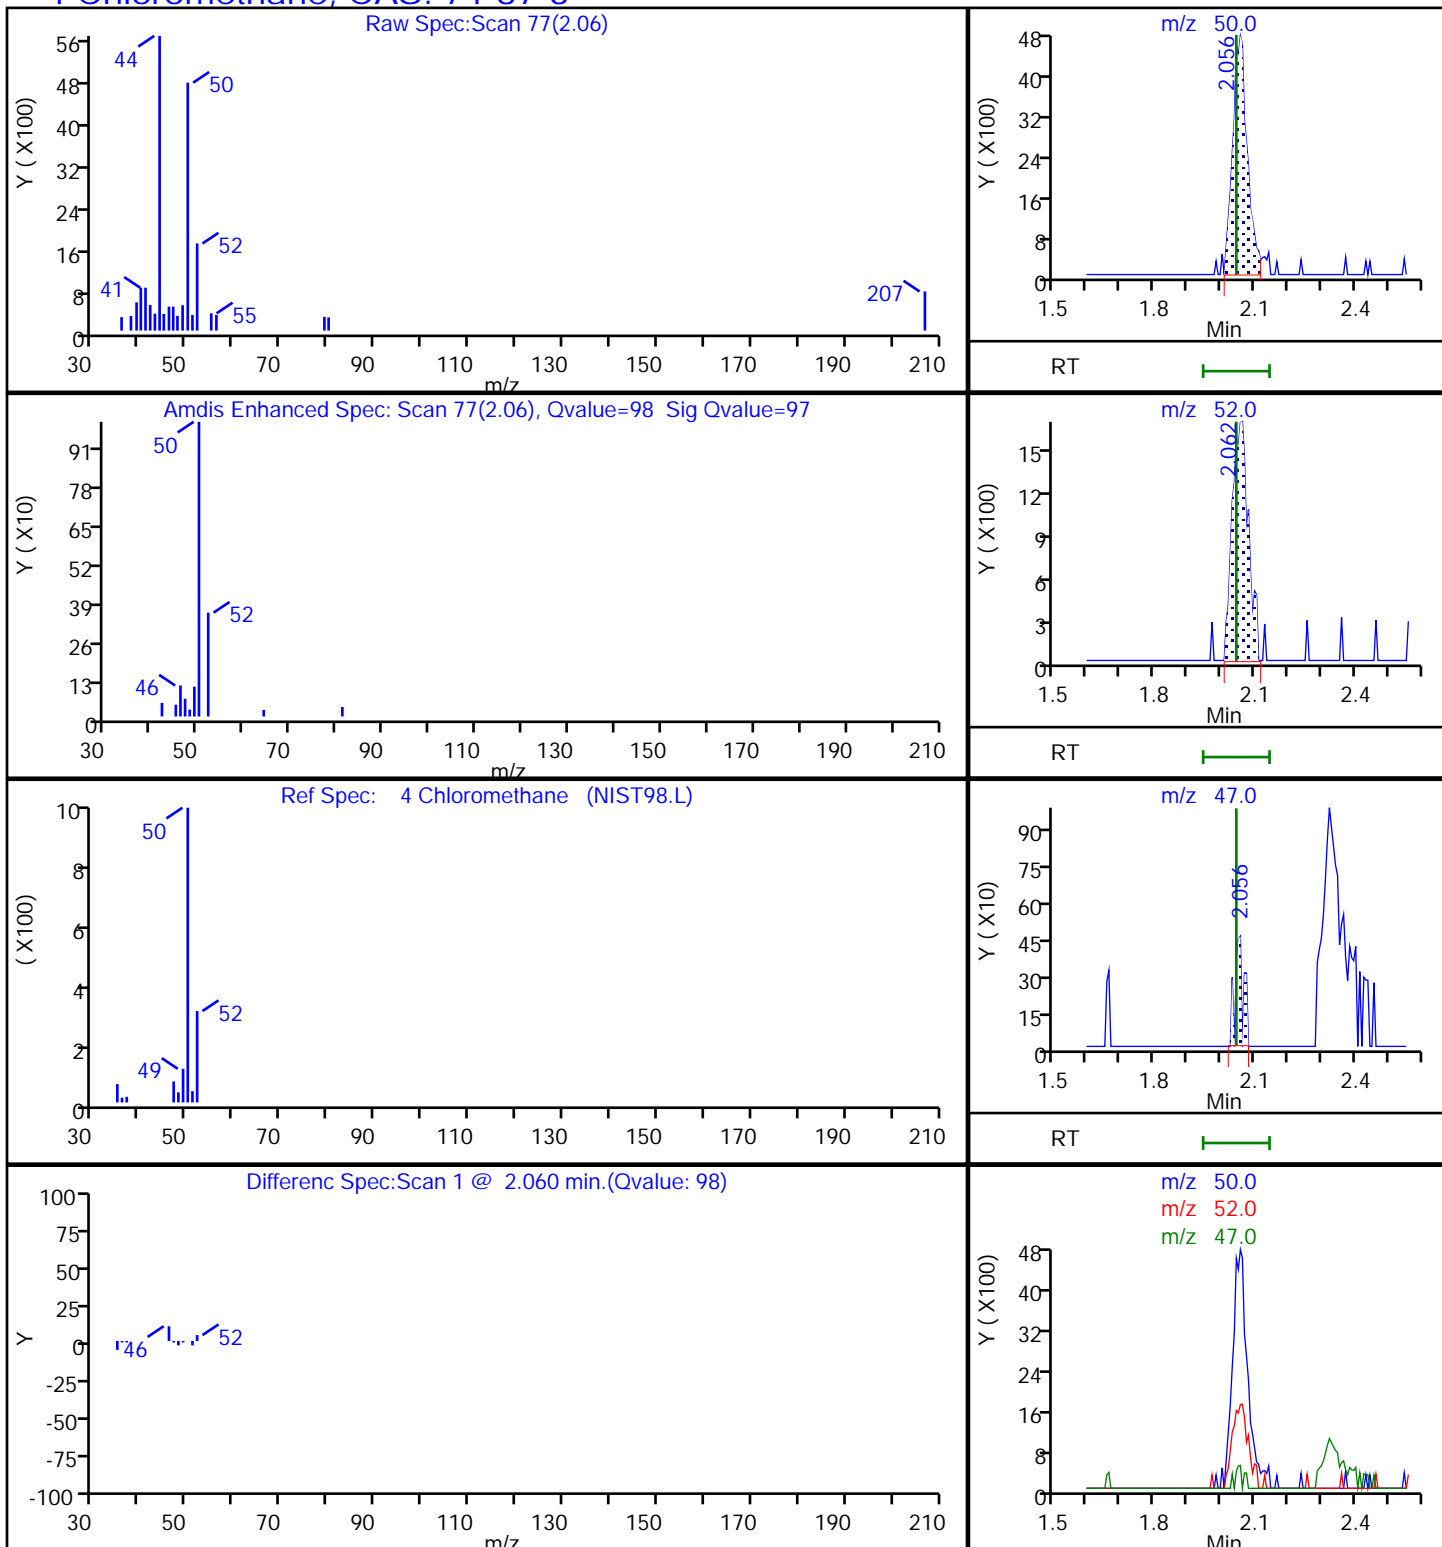 Raw Spec:Scan 77(2.06)
Y ( X100)
56
48
40
32
24
16
8
0
44
50
52
41
55
207
30 50 70 90 110 130 150 170 190 210
m/z
m/z 50.0
Y ( X100)
48
40
32
24
16
8
0
2.056
1.5 1.8 2.1 2.4
Min
RT
Amdis Enhanced Spec: Scan 77(2.06), Qvalue=98 Sig Qvalue=97
Y ( X10)
91
78
65
52
39
26
13
0
50
52
46
30 50 70 90 110 130 150 170 190 210
m/z
m/z 52.0
Y ( X100)
15
12
9
6
3
0
2.062
1.5 1.8 2.1 2.4
Min
RT
Ref Spec: 4 Chloromethane (NIST98.L)
( X100)
10
8
6
4
2
0
50
52
49
30 50 70 90 110 130 150 170 190 210
m/z 47.0
Y ( X10)
90
75
60
45
30
15
0
2.056
1.5 1.8 2.1 2.4
Min
RT
Differenc Spec:Scan 1 @ 2.060 min.(Qvalue: 98)
Y
100
75
50
25
0
-25
-50
-75
-100
46
52
30 50 70 90 110 130 150 170 190 210
m/z
m/z 50.0
m/z 52.0
m/z 47.0
Y ( X100)
48
40
32
24
16
8
0
1.5 1.8 2.1 2.4
Min